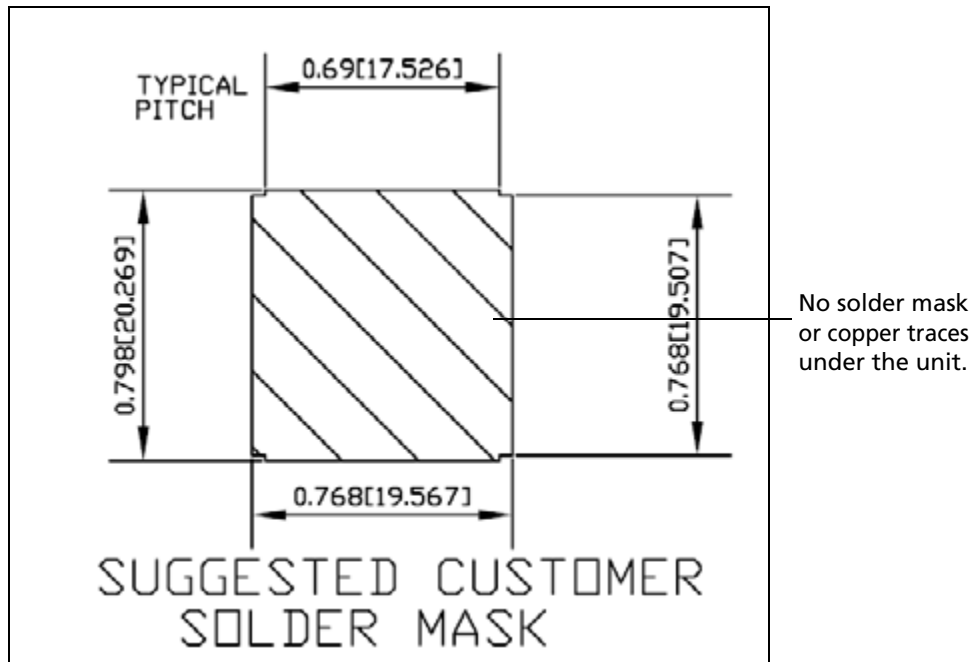 0.69[17.526]
TYPICAL
PITCH
0.798[20.269]
0.768[19.507]
No solder mask
or copper traces
under the unit.
0.768[19.567]
SUGGESTED CUSTOMER
SOLDER MASK